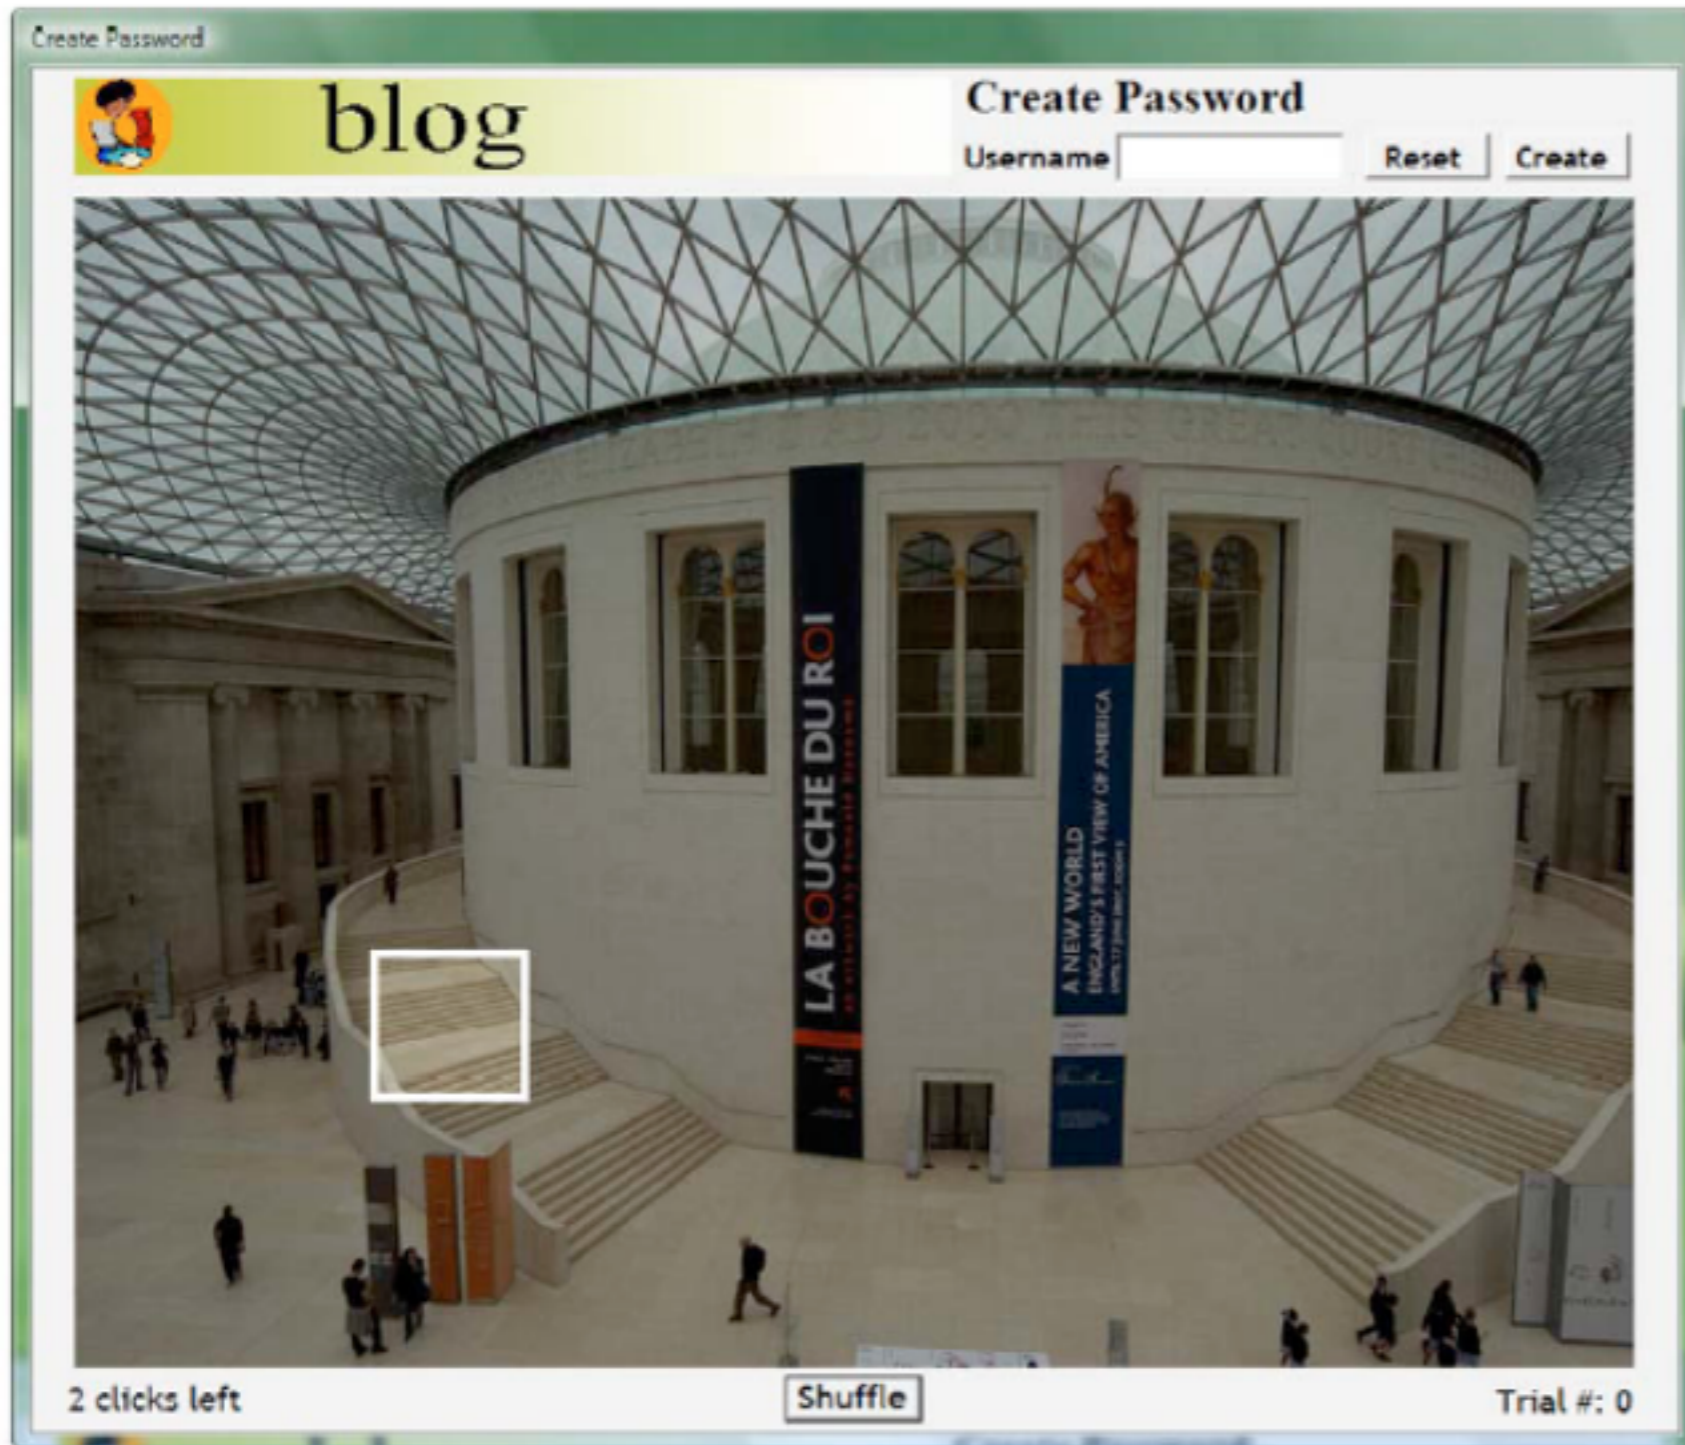 Create Password
blog
Create Password
Username
Reset
Create
LA BOUCHE DU ROI
A NEW WORLD
ENGLAND'S FIRST VIEW OF AMERICA
2 clicks left
Shuffle
Trial #: 0